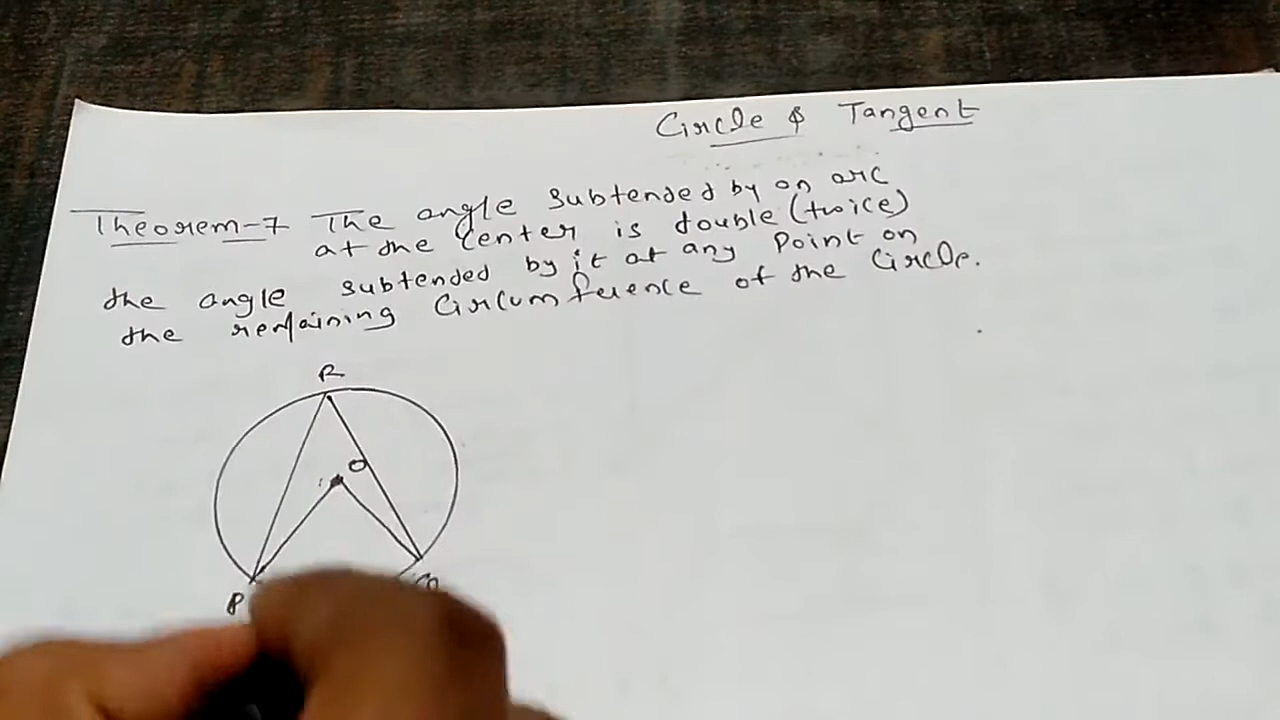 Circle & Tangent
Theorem-7 The angle subtended by an arc
at the center is double (twice)
the angle subtended by it at any Point on
the remaining Circumference of the Circle.
R
O
P
Q